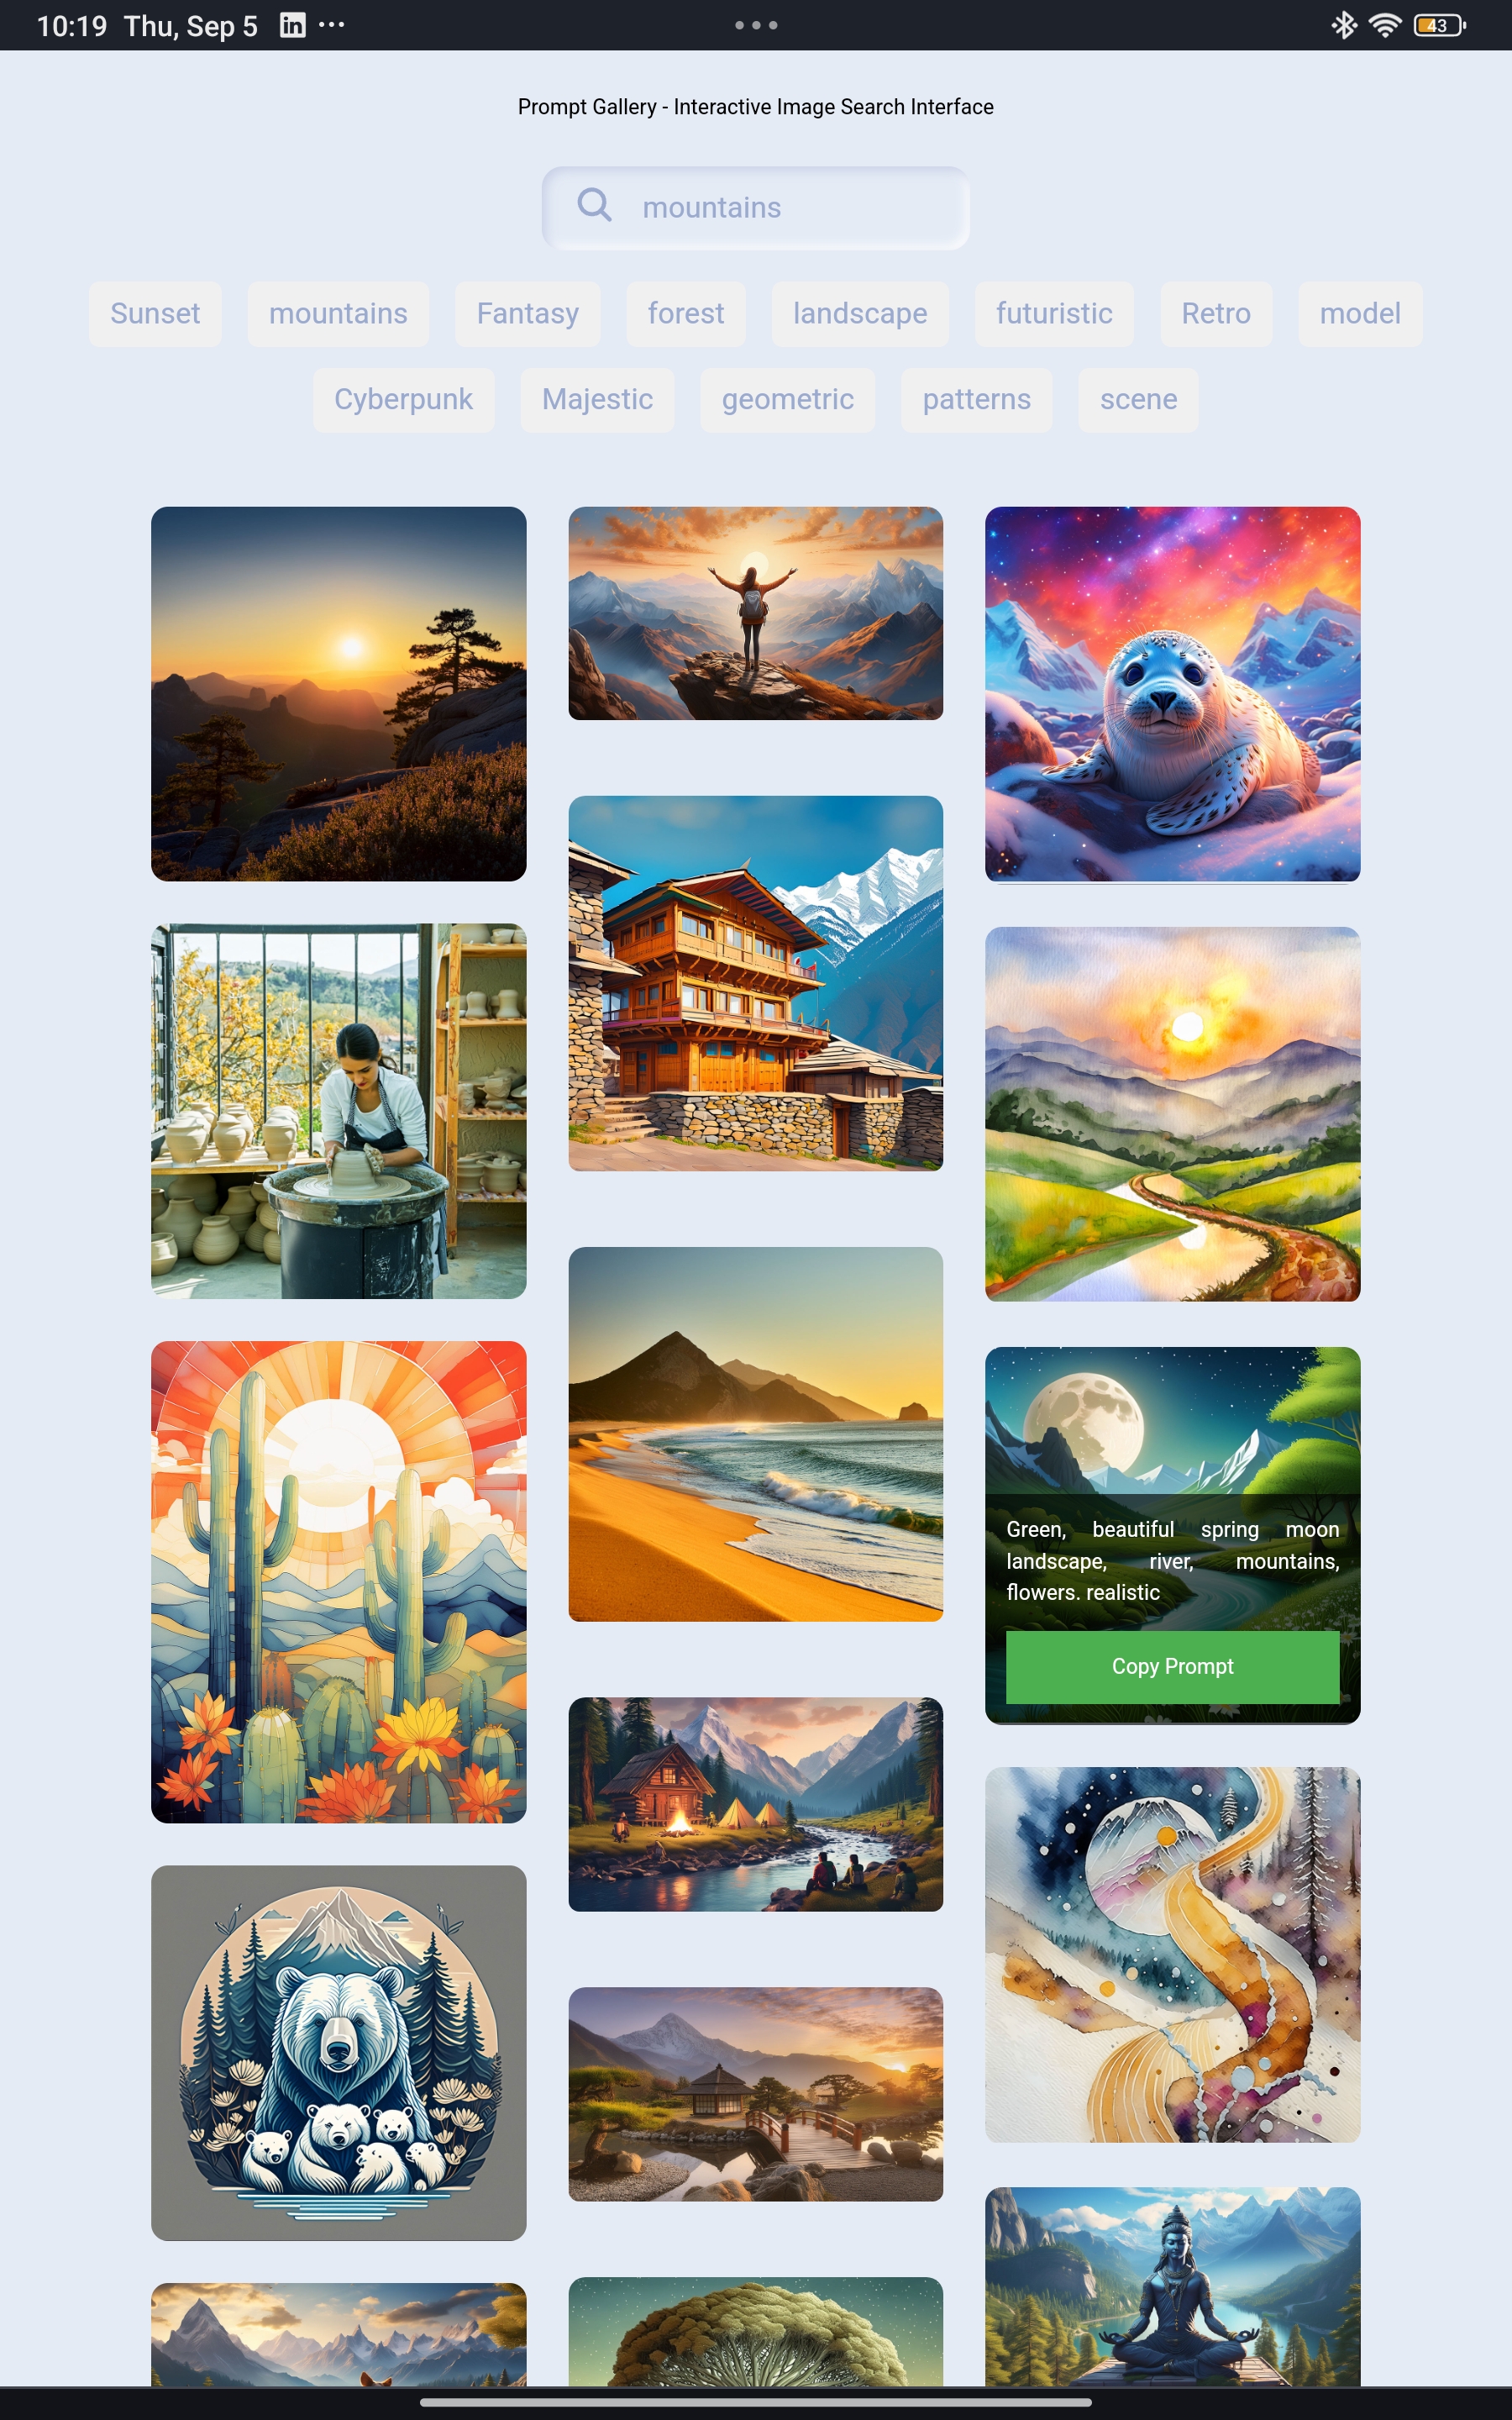 10:19 Thu, Sep 5 in ...
43
Prompt Gallery - Interactive Image Search Interface
mountains
Sunset mountains Fantasy forest landscape futuristic Retro model
Cyberpunk Majestic geometric patterns scene
Green, beautiful spring moon
landscape, river, mountains,
flowers. realistic
Copy Prompt